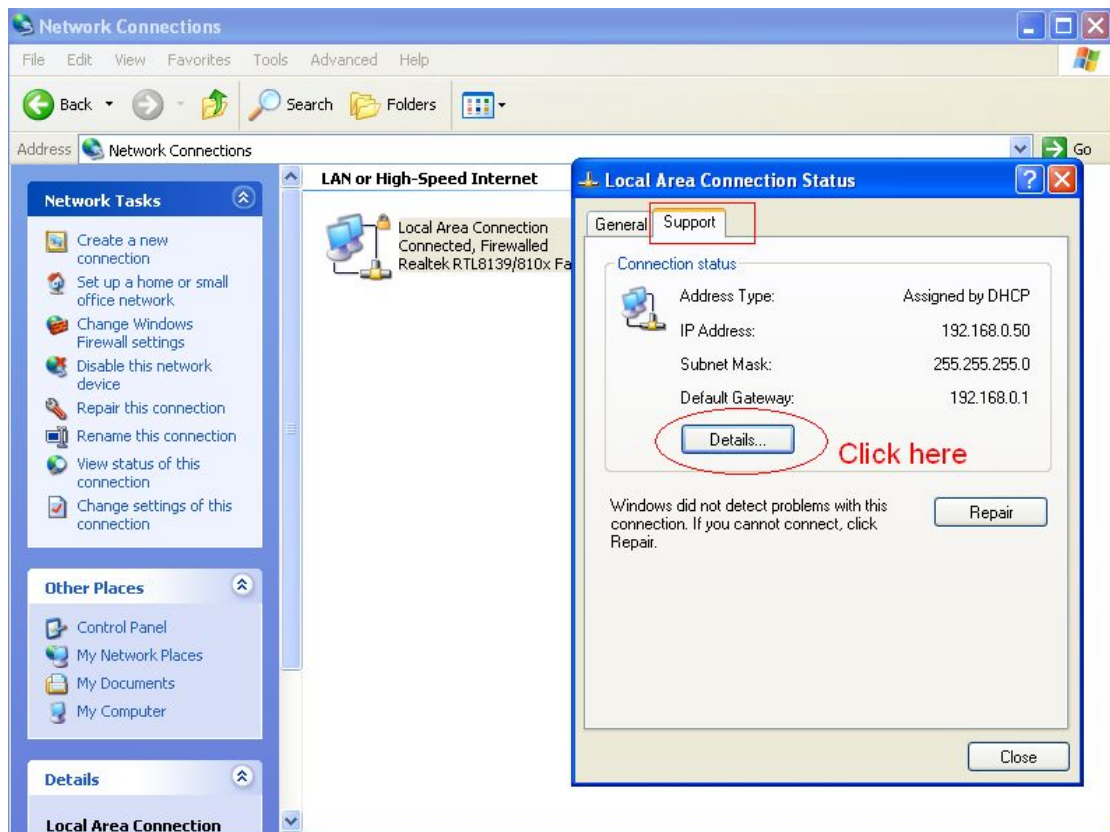 Network Connections
File Edit View Favorites Tools Advanced Help
Back Search Folders
Address Network Connections Go
Network Tasks
Create a new
connection
Set up a home or small
office network
Change Windows
Firewall settings
Disable this network
device
Repair this connection
Rename this connection
View status of this
connection
Change settings of this
connection
Other Places
Control Panel
My Network Places
My Documents
My Computer
Details
Local Area Connection
LAN or High-Speed Internet
Local Area Connection
Connected, Firewalled
Realtek RTL8139/810x Fa
Local Area Connection Status
General Support
Connection status
Address Type: Assigned by DHCP
IP Address: 192.168.0.50
Subnet Mask: 255.255.255.0
Default Gateway: 192.168.0.1
Details...
Click here
Windows did not detect problems with this
connection. If you cannot connect, click
Repair.
Repair
Close